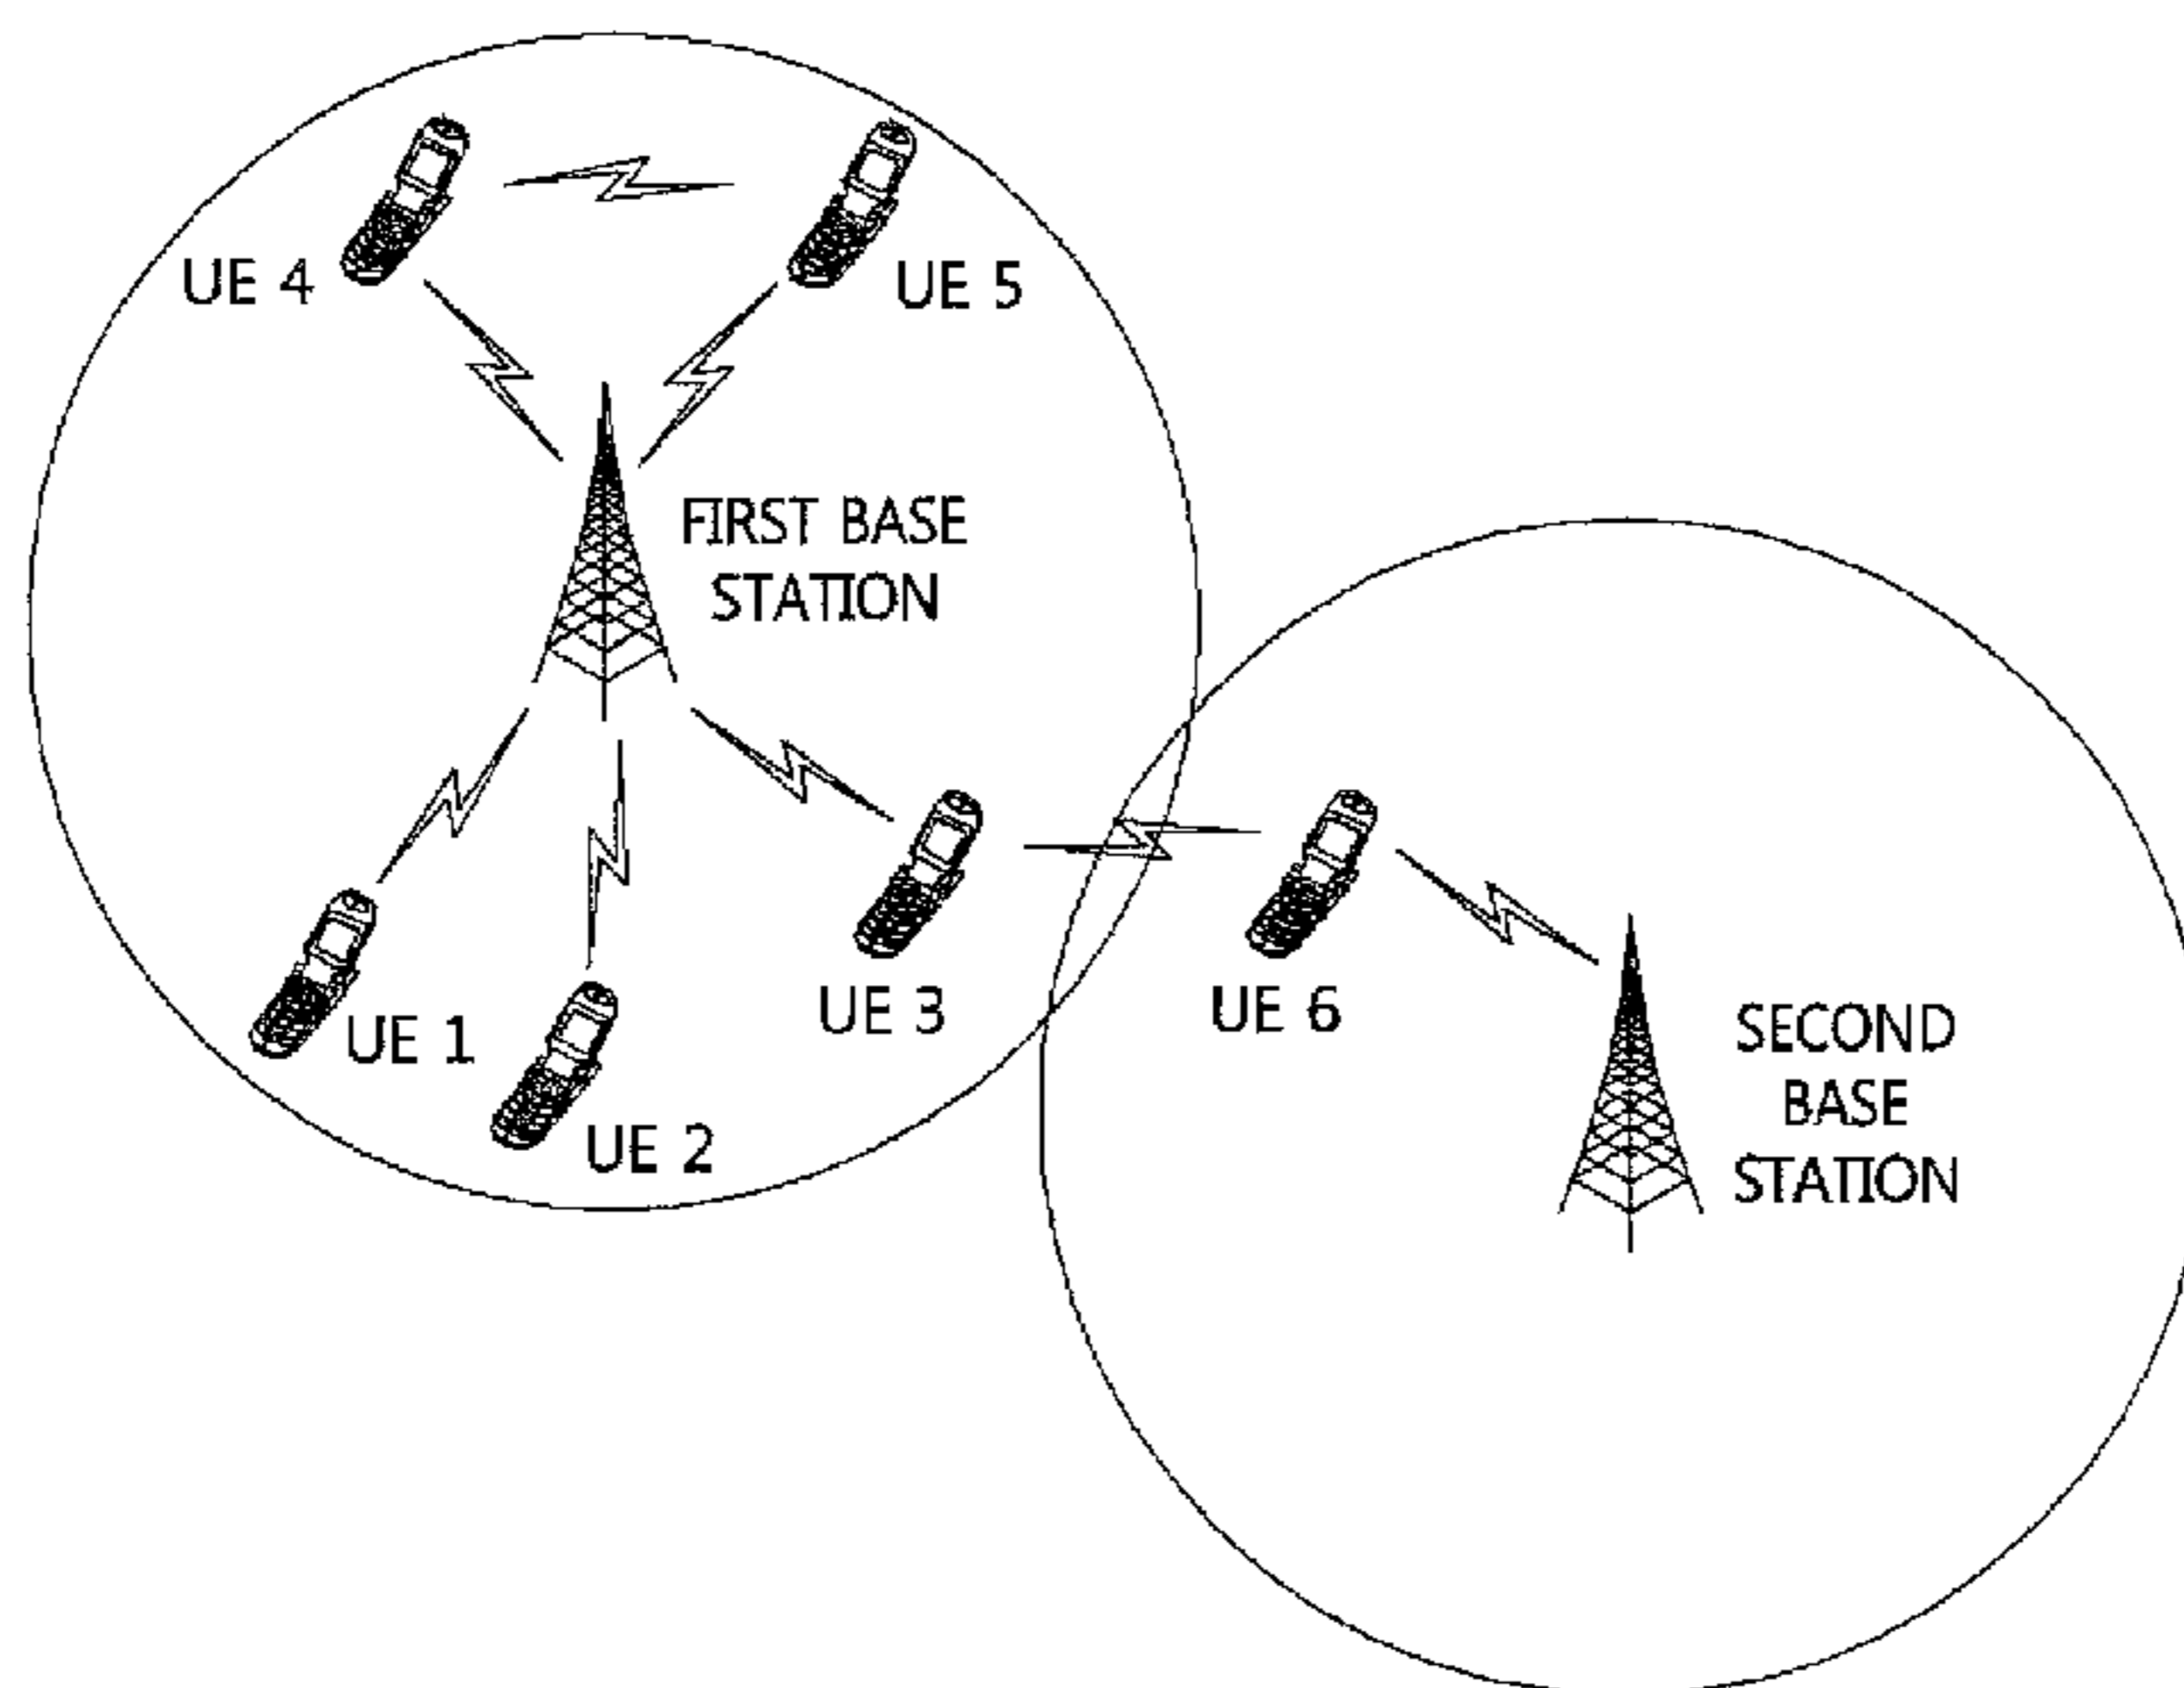 UE 4
UE 5
FIRST BASE
STATION
UE 3
UE 6
UE 1
UE 2
SECOND
BASE
STATION